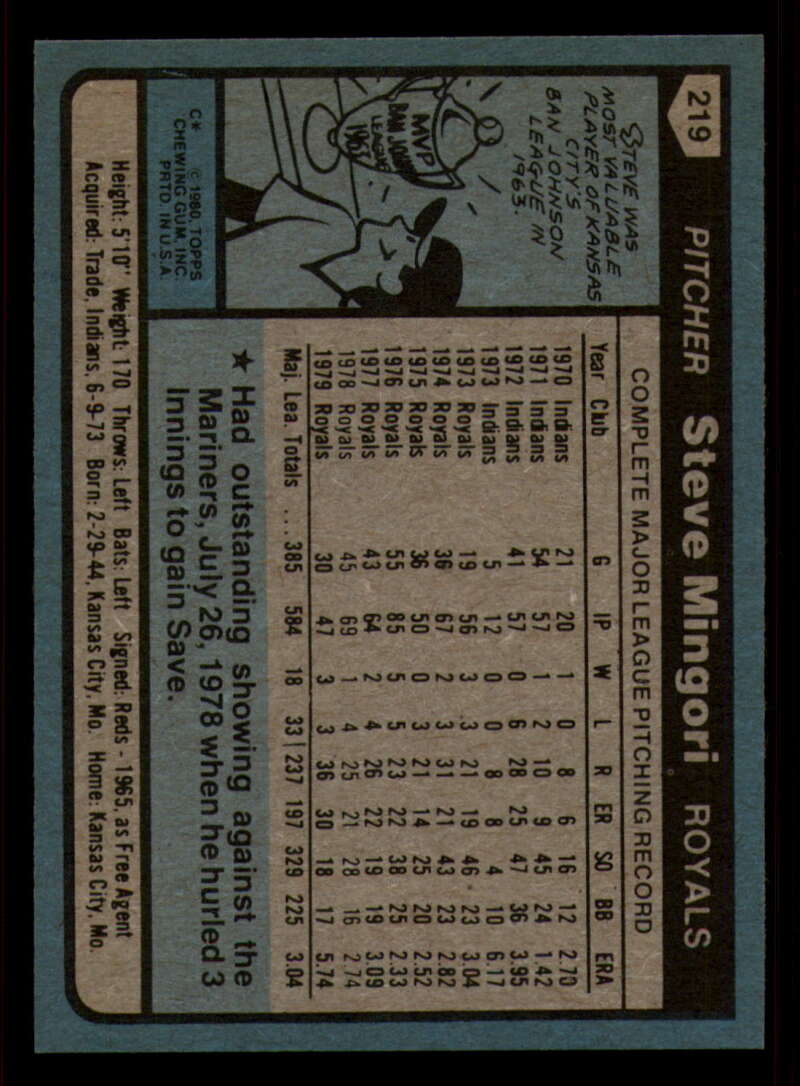 219 PITCHER Steve Mingori ROYALS
STEVE WAS
MOST VALUABLE
PLAYER OF KANSAS
CITY'S
BAN JOHNSON
LEAGUE IN
1963.
MVP
BAN JOHNSON
LEAGUE
1963
C* © 1980 TOPPS
CHEWING GUM, INC.
PRTD. IN U.S.A.
COMPLETE MAJOR LEAGUE PITCHING RECORD
Year Club G IP W L R ER SO BB ERA
1970 Indians 21 20 1 0 8 6 16 12 2.70
1971 Indians 54 57 1 2 10 9 45 24 1.42
1972 Indians 41 57 0 6 28 25 47 36 3.95
1973 Indians 5 12 0 0 8 8 4 10 6.17
1973 Royals 19 56 3 3 21 19 46 23 3.04
1974 Royals 36 67 2 3 31 21 43 23 2.82
1975 Royals 36 50 0 3 21 14 25 20 2.52
1976 Royals 55 85 5 5 23 22 38 25 2.33
1977 Royals 43 64 2 4 26 22 19 19 3.09
1978 Royals 45 69 1 4 25 21 28 16 2.74
1979 Royals 30 47 3 3 36 30 18 17 5.74
Maj. Lea. Totals ... 385 584 18 33 237 197 329 225 3.04
★ Had outstanding showing against the
Mariners, July 26, 1978 when he hurled 3
Innings to gain Save.
Height: 5'10" Weight: 170 Throws: Left Bats: Left Signed: Reds - 1965, as Free Agent
Acquired: Trade, Indians, 6-9-73 Born: 2-29-44, Kansas City, Mo. Home: Kansas City, Mo.